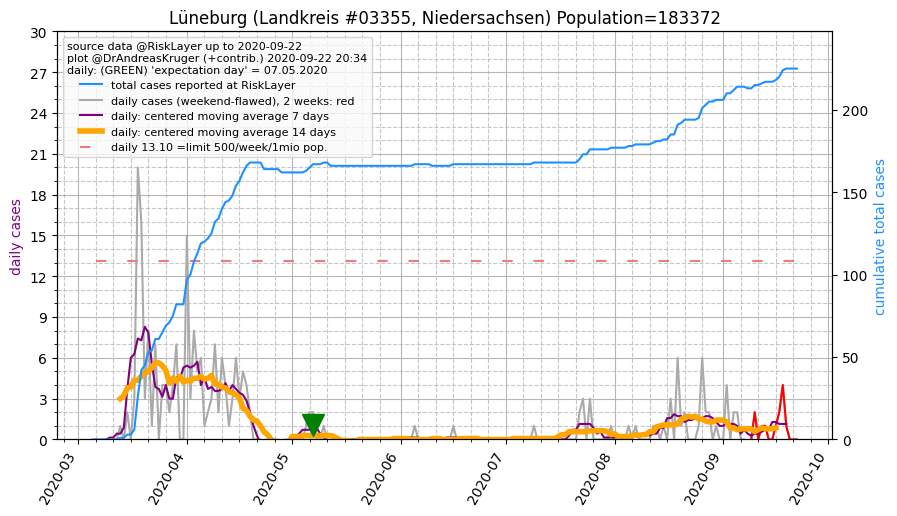 Lüneburg (Landkreis #03355, Niedersachsen) Population=183372
source data @RiskLayer up to 2020-09-22
plot @DrAndreasKruger (+contrib.) 2020-09-22 20:34
daily: (GREEN) 'expectation day' = 07.05.2020
total cases reported at RiskLayer
daily cases (weekend-flawed), 2 weeks: red
daily: centered moving average 7 days
daily: centered moving average 14 days
daily 13.10 =limit 500/week/1mio pop.
daily cases
30
27
24
21
18
15
12
9
6
3
0
cumulative total cases
200
150
100
50
0
2020-03
2020-04
2020-05
2020-06
2020-07
2020-08
2020-09
2020-10